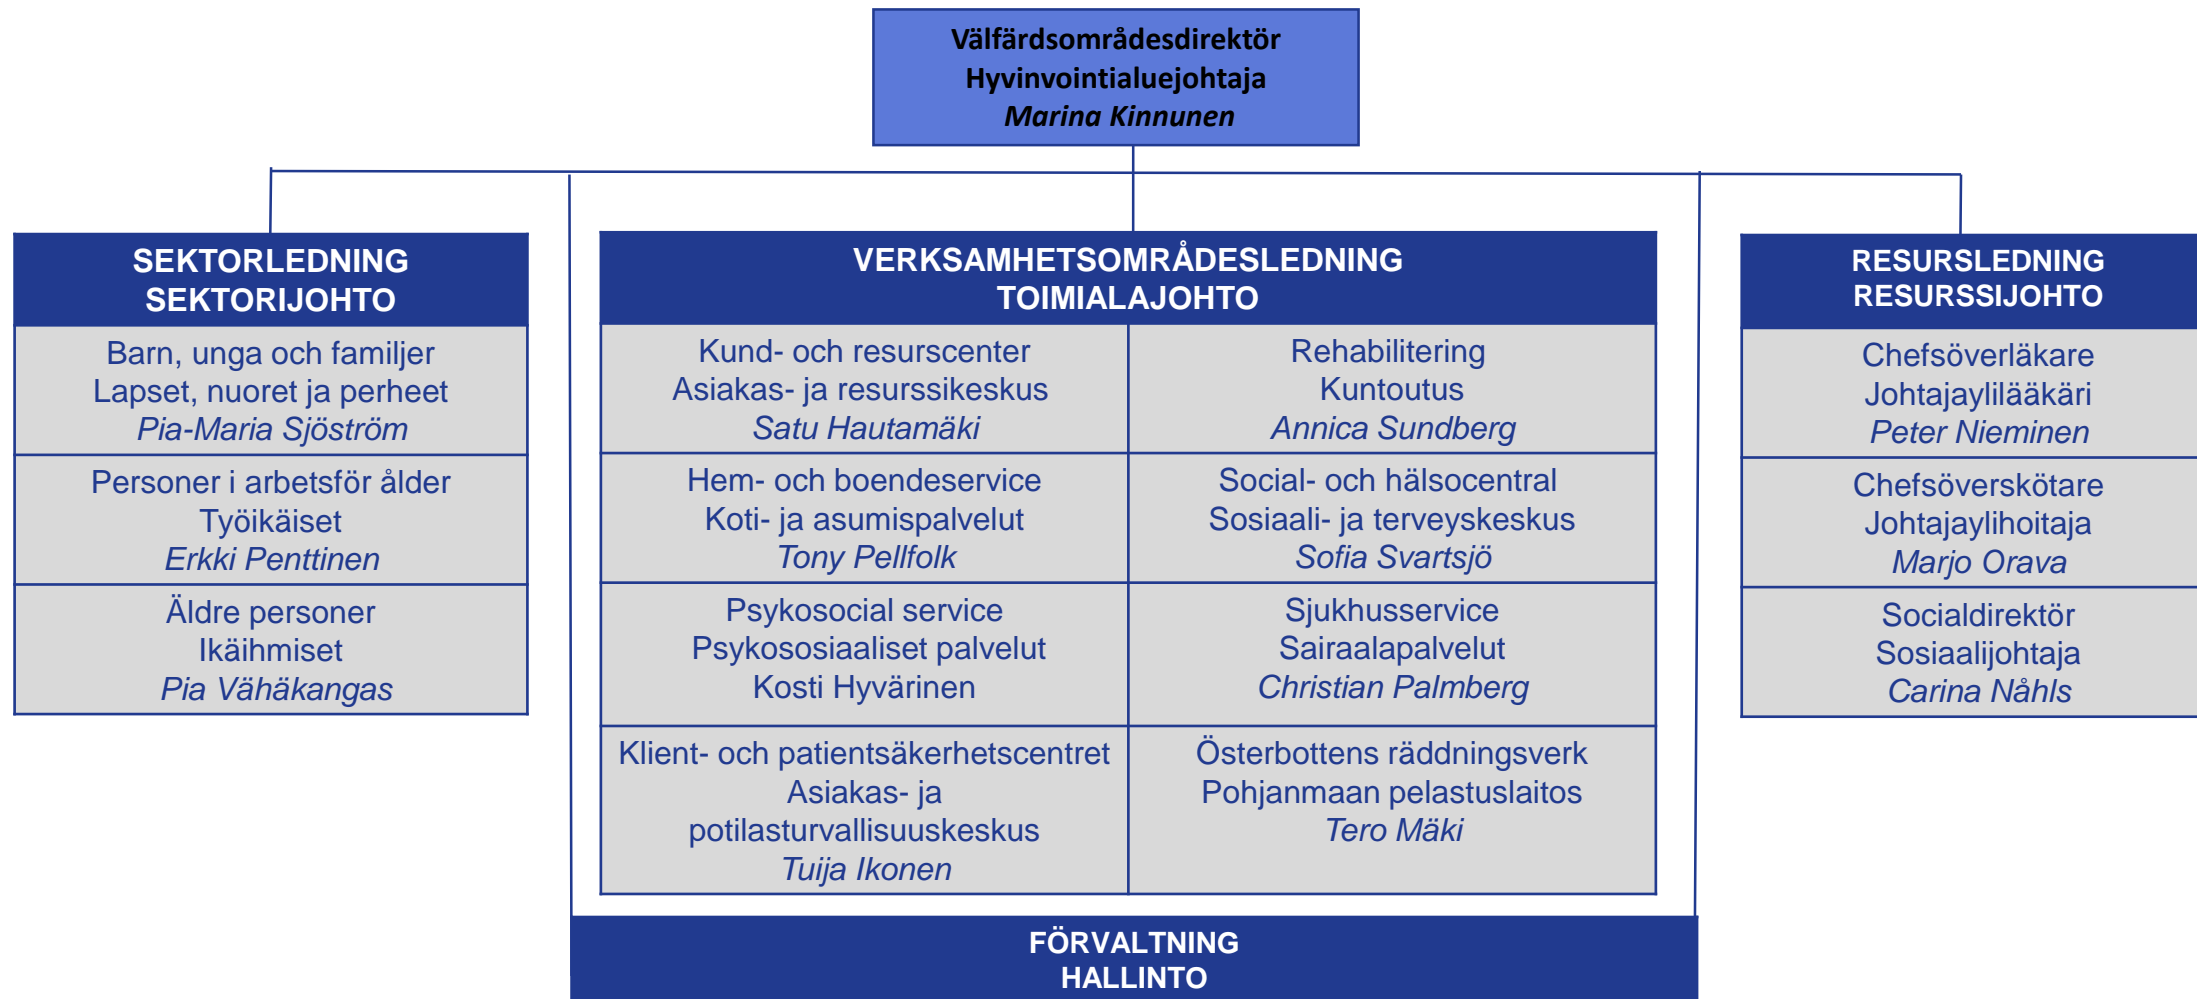 Välfärdsområdesdirektör
Hyvinvointialuejohtaja
Marina Kinnunen
SEKTORLEDNING
SEKTORIJOHTO
Barn, unga och familjer
Lapset, nuoret ja perheet
Pia-Maria Sjöström
Personer i arbetsför ålder
Työikäiset
Erkki Penttinen
Äldre personer
Ikäihmiset
Pia Vähäkangas
VERKSAMHETSOMRÅDESLEDNING
TOIMIALAJOHTO
Kund- och resurscenter
Asiakas- ja resurssikeskus
Satu Hautamäki
Rehabilitering
Kuntoutus
Annica Sundberg
Hem- och boendeservice
Koti- ja asumispalvelut
Tony Pellfolk
Social- och hälsocentral
Sosiaali- ja terveyskeskus
Sofia Svartsjö
Psykosocial service
Psykososiaaliset palvelut
Kosti Hyvärinen
Sjukhusservice
Sairaalapalvelut
Christian Palmberg
Klient- och patientsäkerhetscentret
Asiakas- ja
potilasturvallisuuskeskus
Tuija Ikonen
Österbottens räddningsverk
Pohjanmaan pelastuslaitos
Tero Mäki
RESURSLEDNING
RESURSSIJOHTO
Chefsöverläkare
Johtajaylilääkäri
Peter Nieminen
Chefsöverskötare
Johtajaylihoitaja
Marjo Orava
Socialdirektör
Sosiaalijohtaja
Carina Nåhls
FÖRVALTNING
HALLINTO